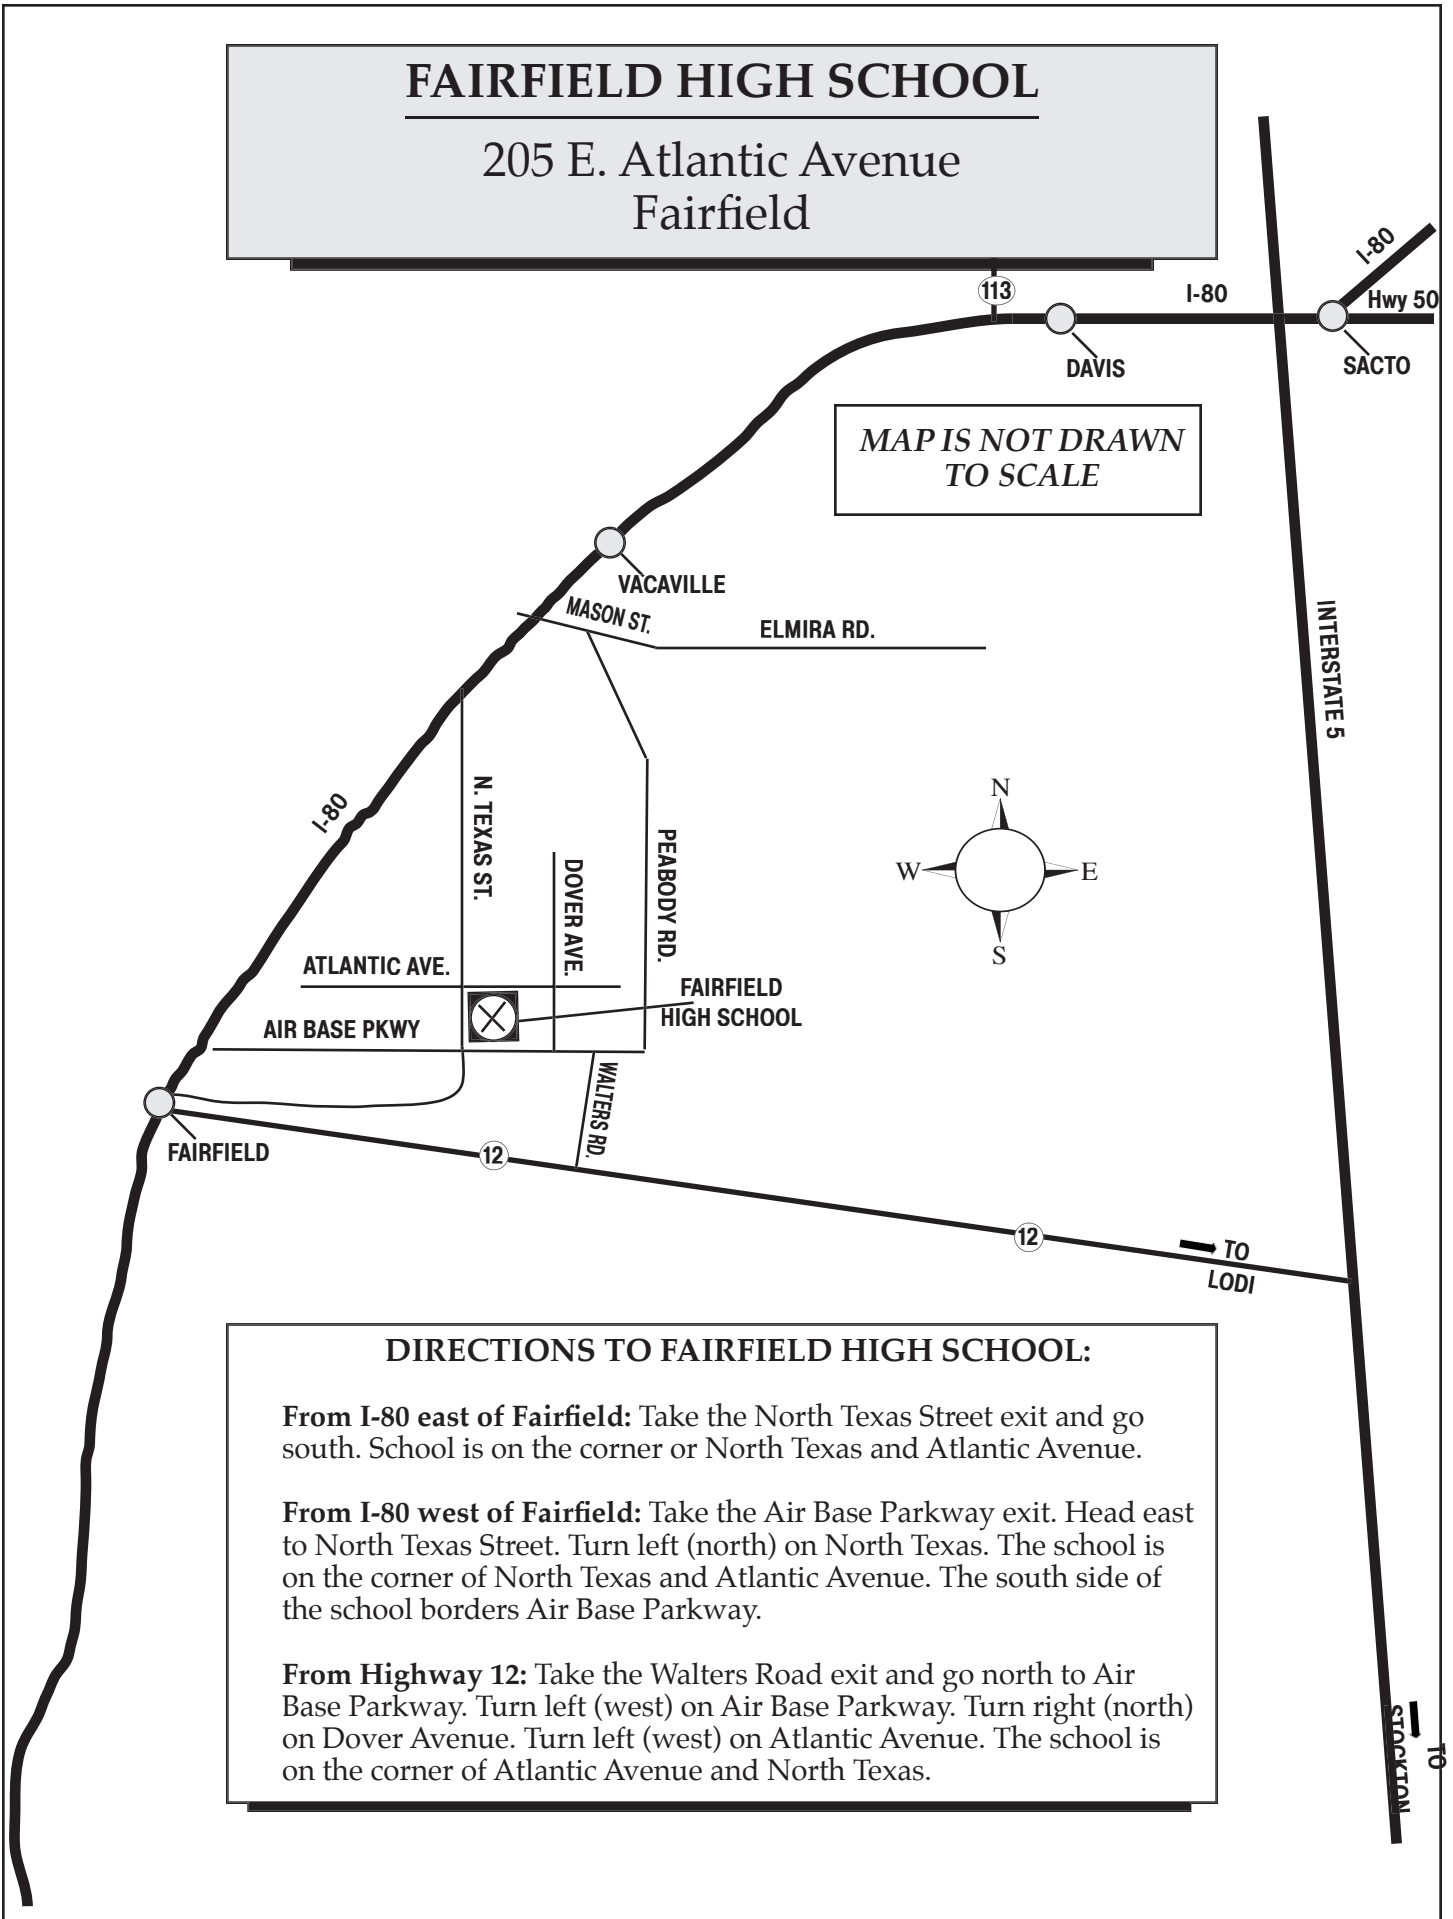 FAIRFIELD HIGH SCHOOL
205 E. Atlantic Avenue
Fairfield
I-80
113
I-80
Hwy 50
DAVIS
SACTO
MAP IS NOT DRAWN
TO SCALE
VACAVILLE
MASON ST.
ELMIRA RD.
INTERSTATE 5
I-80
N. TEXAS ST.
DOVER AVE.
PEABODY RD.
N
W
E
S
ATLANTIC AVE.
FAIRFIELD
HIGH SCHOOL
AIR BASE PKWY
WALTERS RD.
FAIRFIELD
12
12
TO
LODI
DIRECTIONS TO FAIRFIELD HIGH SCHOOL:
From I-80 east of Fairfield: Take the North Texas Street exit and go
south. School is on the corner or North Texas and Atlantic Avenue.
From I-80 west of Fairfield: Take the Air Base Parkway exit. Head east
to North Texas Street. Turn left (north) on North Texas. The school is
on the corner of North Texas and Atlantic Avenue. The south side of
the school borders Air Base Parkway.
From Highway 12: Take the Walters Road exit and go north to Air
Base Parkway. Turn left (west) on Air Base Parkway. Turn right (north)
on Dover Avenue. Turn left (west) on Atlantic Avenue. The school is
on the corner of Atlantic Avenue and North Texas.
TO
STOCKTON